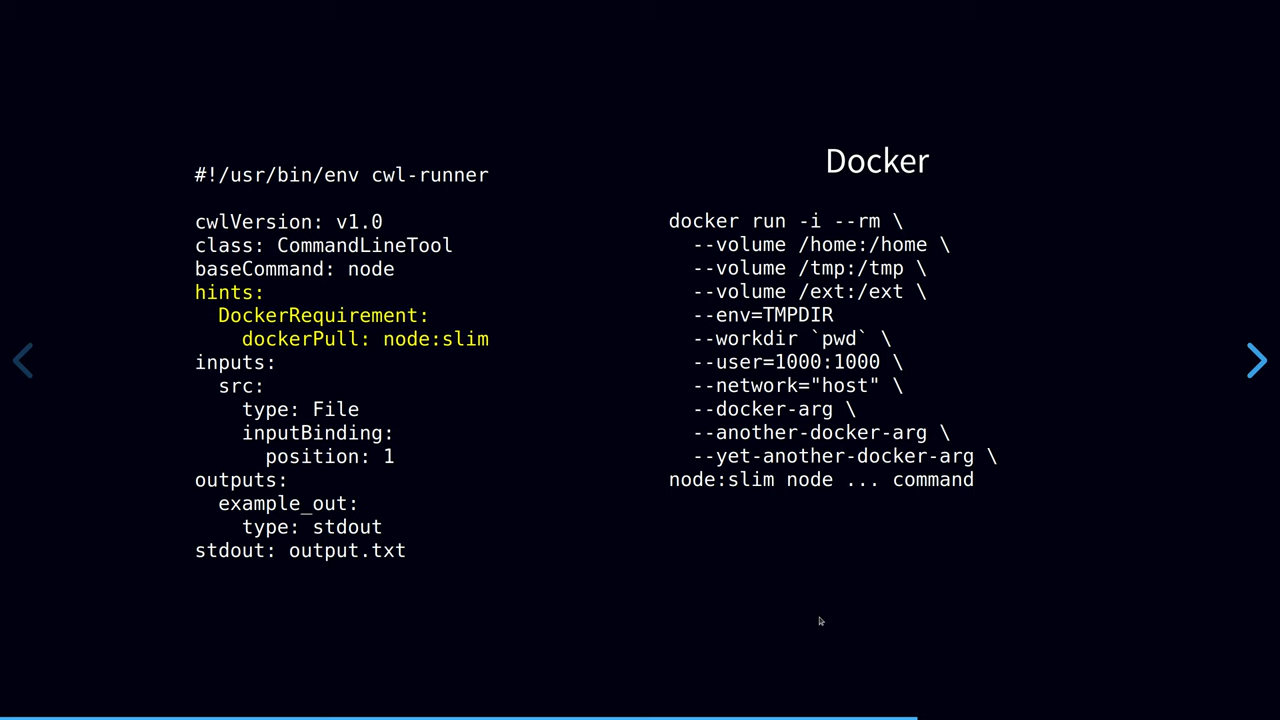 #!/usr/bin/env cwl-runner
cwlVersion: v1.0
class: CommandLineTool
baseCommand: node
hints:
  DockerRequirement:
    dockerPull: node:slim
inputs:
  src:
    type: File
    inputBinding:
      position: 1
outputs:
  example_out:
    type: stdout
stdout: output.txt
Docker
docker run -i --rm \
  --volume /home:/home \
  --volume /tmp:/tmp \
  --volume /ext:/ext \
  --env=TMPDIR
  --workdir `pwd` \
  --user=1000:1000 \
  --network="host" \
  --docker-arg \
  --another-docker-arg \
  --yet-another-docker-arg \
node:slim node ... command